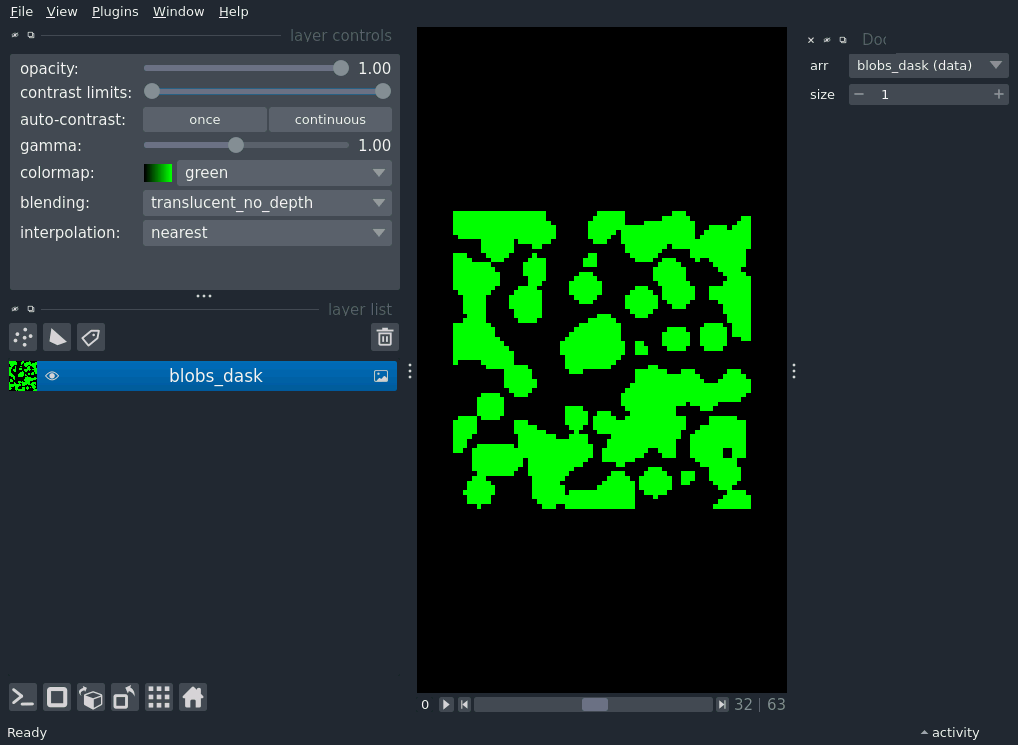 File View Plugins Window Help
layer controls
opacity: 1.00
contrast limits:
auto-contrast: once continuous
gamma: 1.00
colormap: green
blending: translucent_no_depth
interpolation: nearest
layer list
blobs_dask
0 32 | 63
Ready
activity
arr blobs_dask (data)
size 1